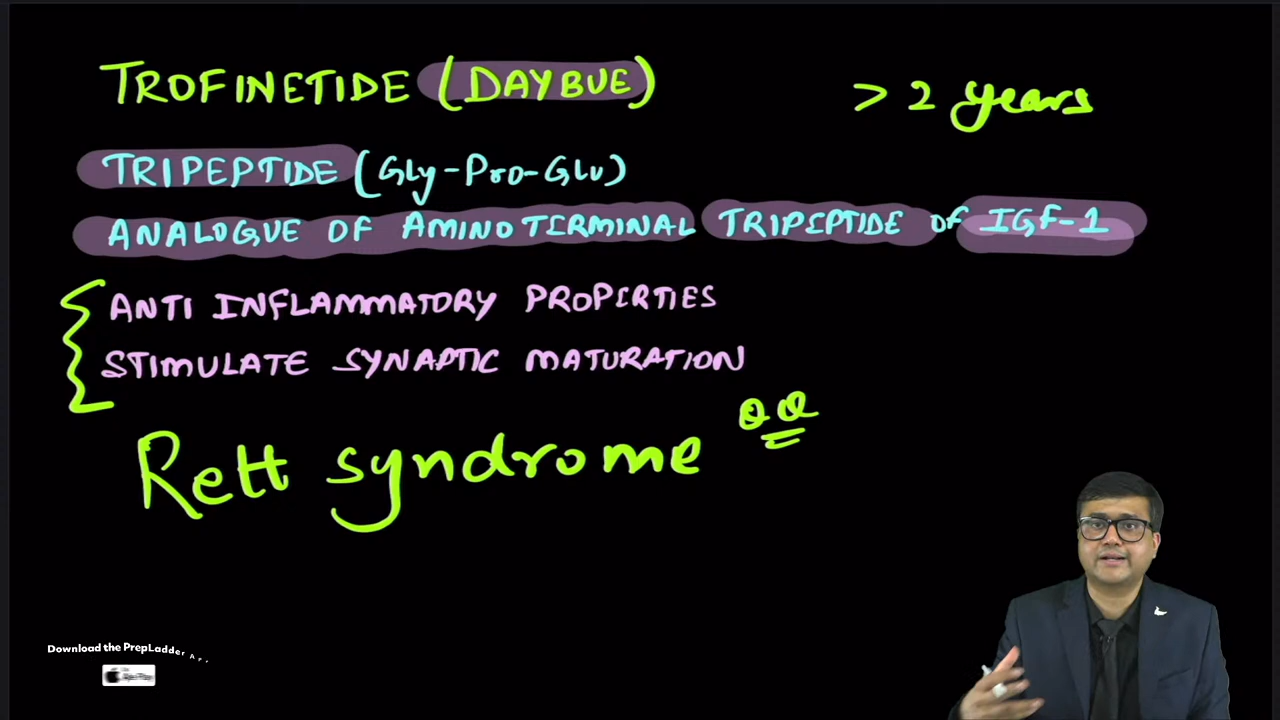 TROFINETIDE (DAYBUE)
> 2 years
TRIPEPTIDE (Gly-Pro-Glu)
ANALOGUE OF AMINOTERMINAL TRIPEPTIDE OF IGF-1
ANTI INFLAMMATORY PROPERTIES
STIMULATE SYNAPTIC MATURATION
Rett syndrome
Download the PrepLadder